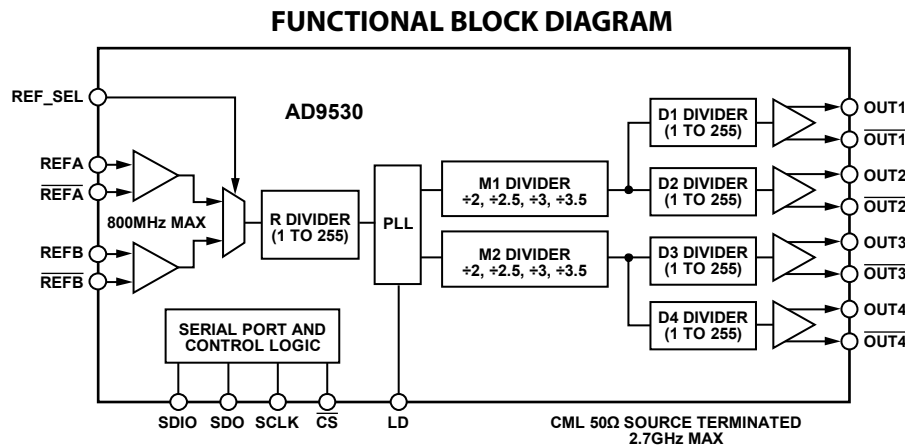 FUNCTIONAL BLOCK DIAGRAM
REF_SEL
AD9530
REFA
REFA
800MHz MAX
REFB
REFB
R DIVIDER
(1 TO 255)
PLL
M1 DIVIDER
÷2, ÷2.5, ÷3, ÷3.5
M2 DIVIDER
÷2, ÷2.5, ÷3, ÷3.5
D1 DIVIDER
(1 TO 255)
D2 DIVIDER
(1 TO 255)
D3 DIVIDER
(1 TO 255)
D4 DIVIDER
(1 TO 255)
OUT1
OUT1
OUT2
OUT2
OUT3
OUT3
OUT4
OUT4
SERIAL PORT AND
CONTROL LOGIC
SDIO
SDO
SCLK
CS
LD
CML 50Ω SOURCE TERMINATED
2.7GHz MAX